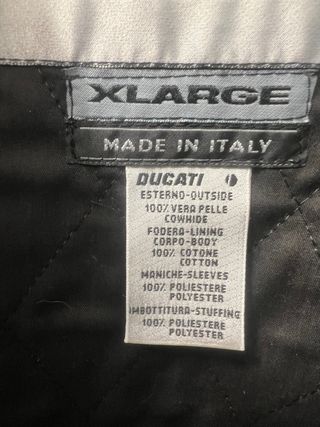 XLARGE
MADE IN ITALY
DUCATI
ESTERNO-OUTSIDE
100% VERA PELLE
COWHIDE
FODERA-LINING
CORPO-BODY
100% COTONE
COTTON
MANICHE-SLEEVES
100% POLIESTERE
POLYESTER
IMBOTTITURA-STUFFING
100% POLIESTERE
POLYESTER